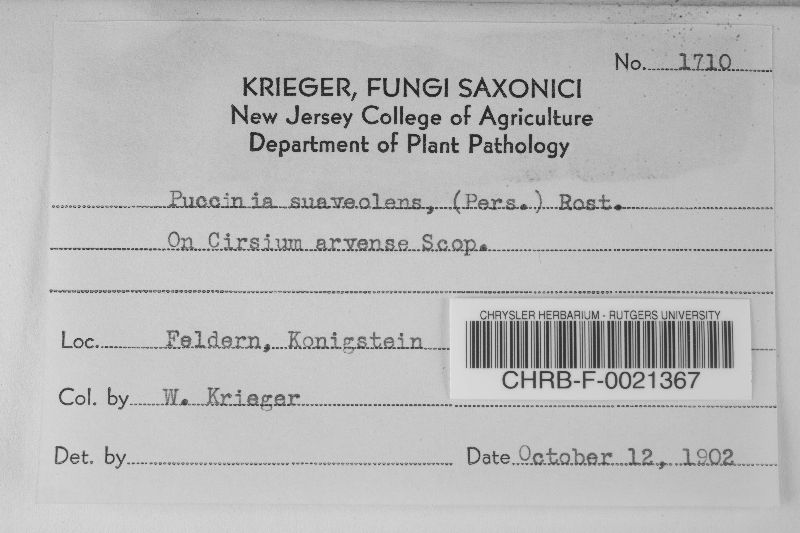 No. 1710
KRIEGER, FUNGI SAXONICI
New Jersey College of Agriculture
Department of Plant Pathology
Puccinia suaveolens, (Pers.) Rost.
On Cirsium arvense Scop.
CHRYSLER HERBARIUM - RUTGERS UNIVERSITY
Loc. Feldern, Konigstein
CHRB-F-0021367
Col. by W. Krieger
Det. by
Date October 12, 1902